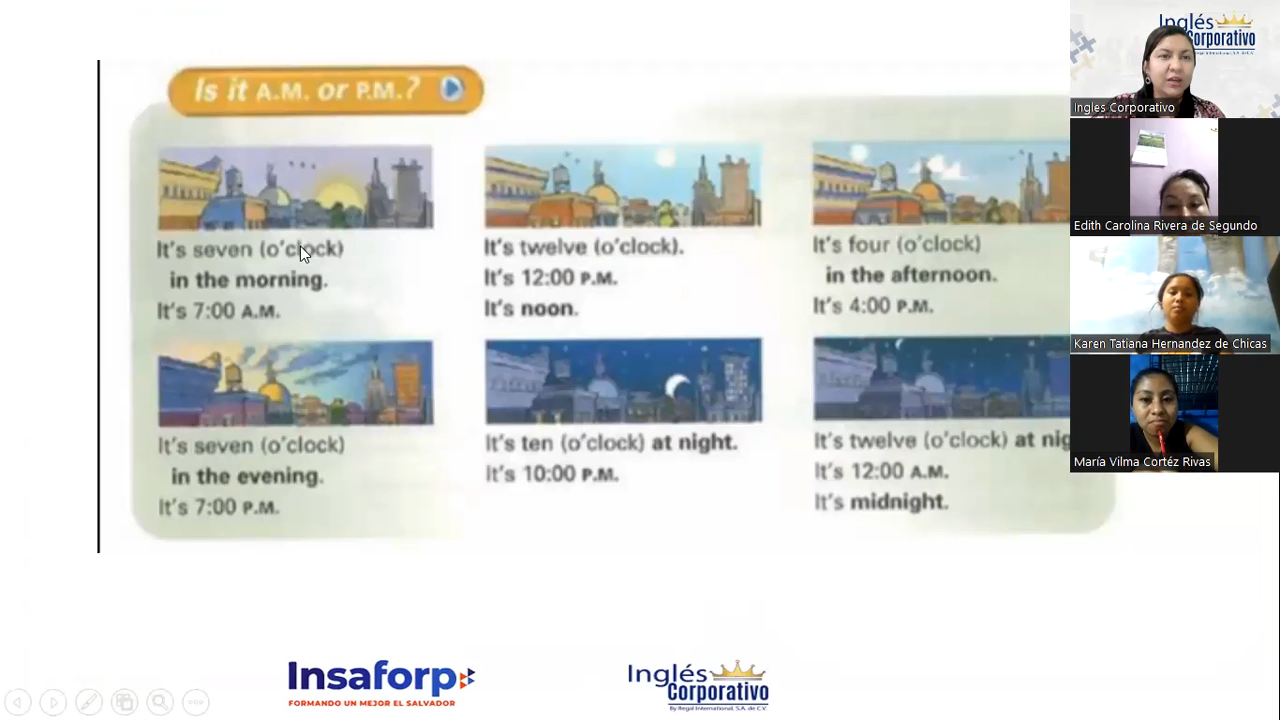 Is it A.M. or P.M.?
It's seven (o'clock)
in the morning.
It's 7:00 A.M.
It's twelve (o'clock).
It's 12:00 P.M.
It's noon.
It's four (o'clock)
in the afternoon.
It's 4:00 P.M.
It's seven (o'clock)
in the evening.
It's 7:00 P.M.
It's ten (o'clock) at night.
It's 10:00 P.M.
It's twelve (o'clock) at nig
It's 12:00 A.M.
It's midnight.
Insaforp
FORMANDO UN MEJOR EL SALVADOR
Inglés
Corporativo
By Regal International, S.A. de C.V.
Inglés
Corporativo
Ingles Corporativo
Edith Carolina Rivera de Segundo
Karen Tatiana Hernandez de Chicas
María Vilma Cortéz Rivas